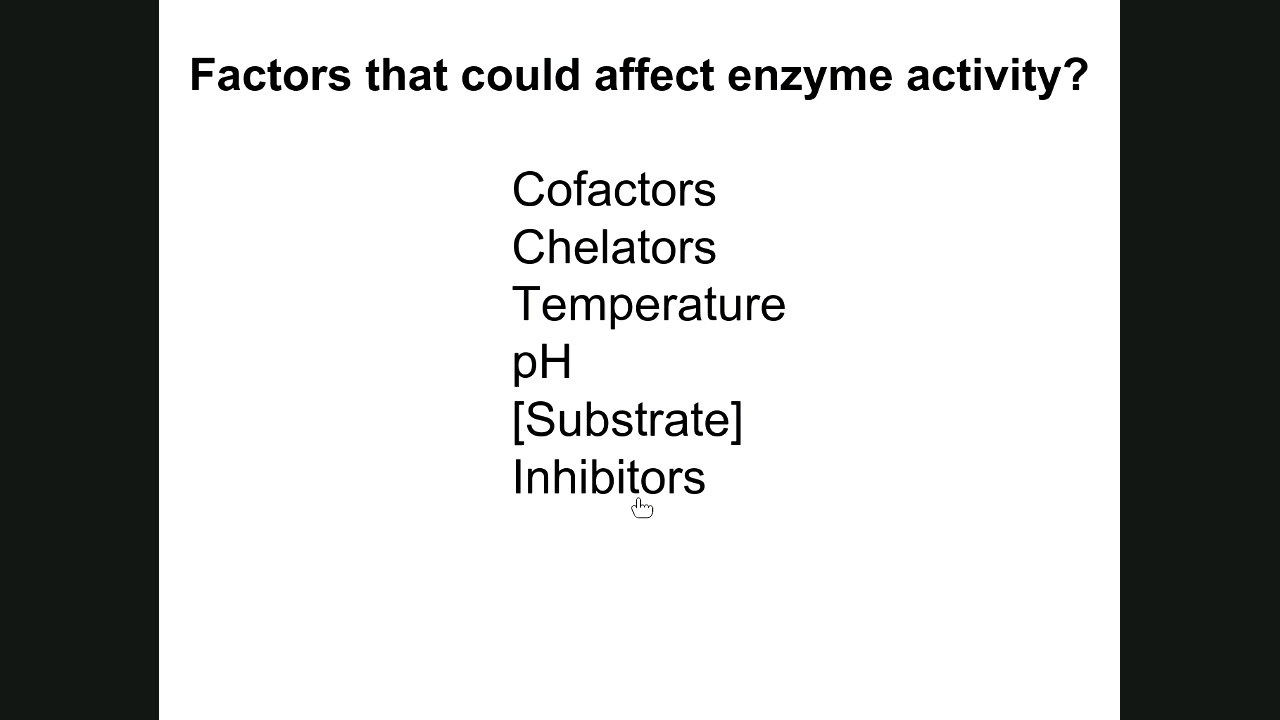 Factors that could affect enzyme activity?
Cofactors
Chelators
Temperature
pH
[Substrate]
Inhibitors